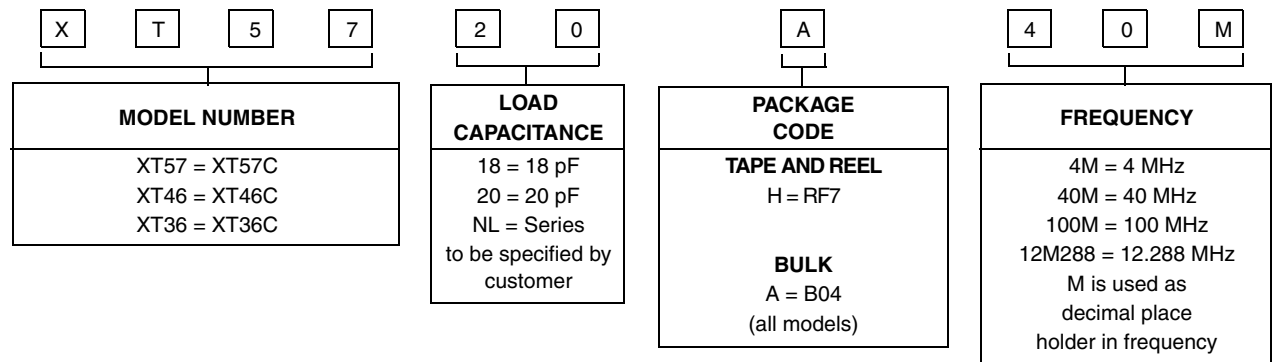 X T 5 7 2 0 A 4 0 M
MODEL NUMBER
XT57 = XT57C
XT46 = XT46C
XT36 = XT36C
LOAD
CAPACITANCE
18 = 18 pF
20 = 20 pF
NL = Series
to be specified by
customer
PACKAGE
CODE
TAPE AND REEL
H = RF7
BULK
A = B04
(all models)
FREQUENCY
4M = 4 MHz
40M = 40 MHz
100M = 100 MHz
12M288 = 12.288 MHz
M is used as
decimal place
holder in frequency